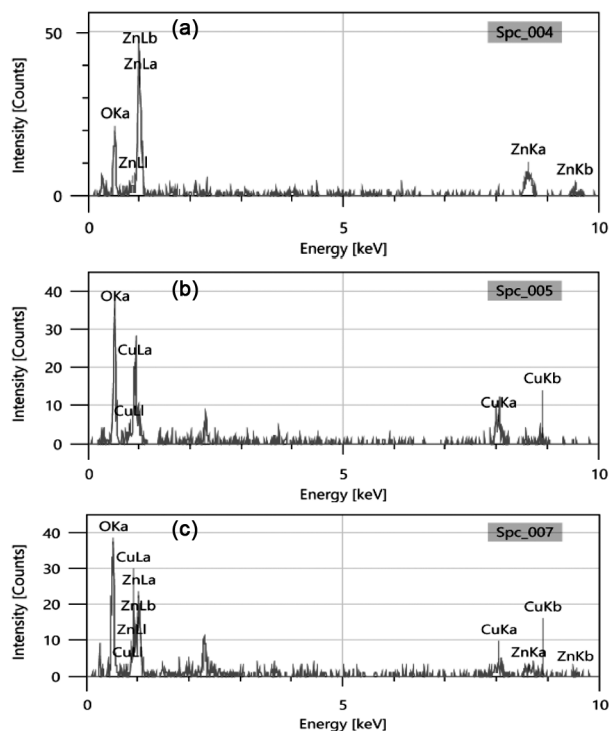 (a)
Spc_004
Intensity [Counts]
50
0
ZnLb
ZnLa
OKa
ZnLl
ZnKa
ZnKb
0
5
10
Energy [keV]
(b)
Spc_005
Intensity [Counts]
40
30
20
10
0
OKa
CuLa
CuLl
CuKa
CuKb
0
5
10
Energy [keV]
(c)
Spc_007
Intensity [Counts]
40
30
20
10
0
OKa
CuLa
ZnLa
ZnLb
ZnLl
CuLl
CuKa
CuKb
ZnKa
ZnKb
0
5
10
Energy [keV]